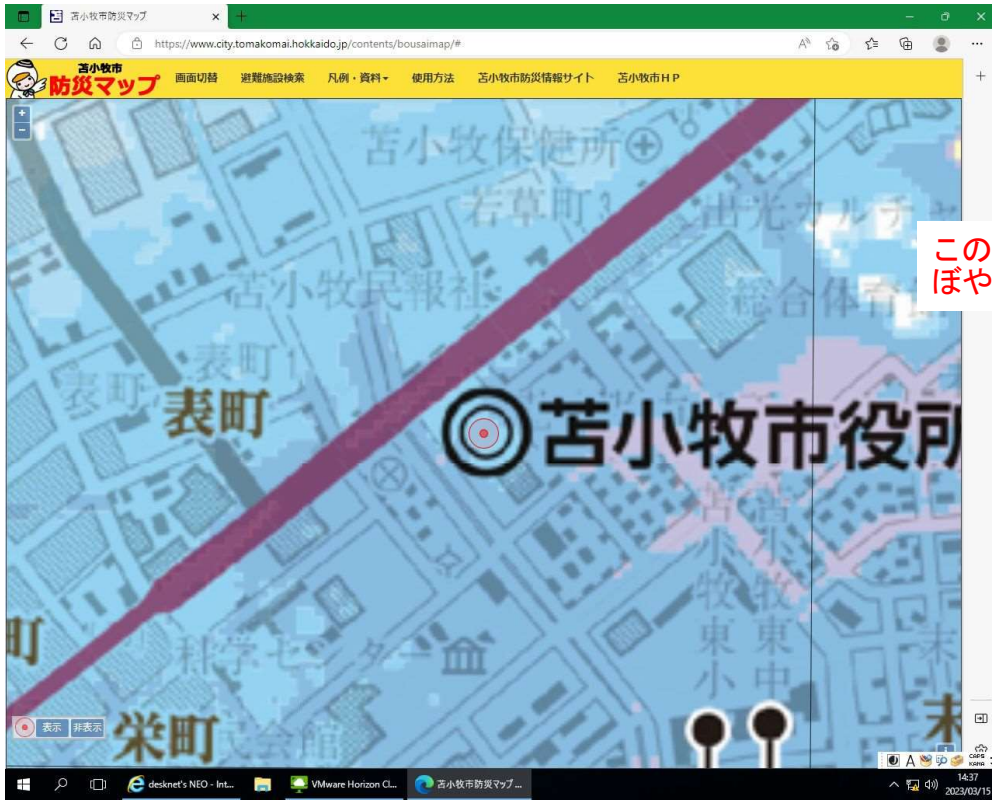 苫小牧市防災マップ
https://www.city.tomakomai.hokkaido.jp/contents/bousaimap/#
苫小牧市
防災マップ
画面切替 避難施設検索 凡例・資料 使用方法 苫小牧市防災情報サイト 苫小牧市HP
苫小牧保健所
若草町3
出光カルチャ
この
ぼや
苫小牧民報社
総合体育
表町1
表町
表町
苫小牧市役所
苫小牧東小
苫小牧東中
町
科学センター
末
表示 非表示
栄町
末
A
CAPS
KANA
desknet's NEO - Int...
VMware Horizon Cl...
苫小牧市防災マップ...
14:37
2023/03/15